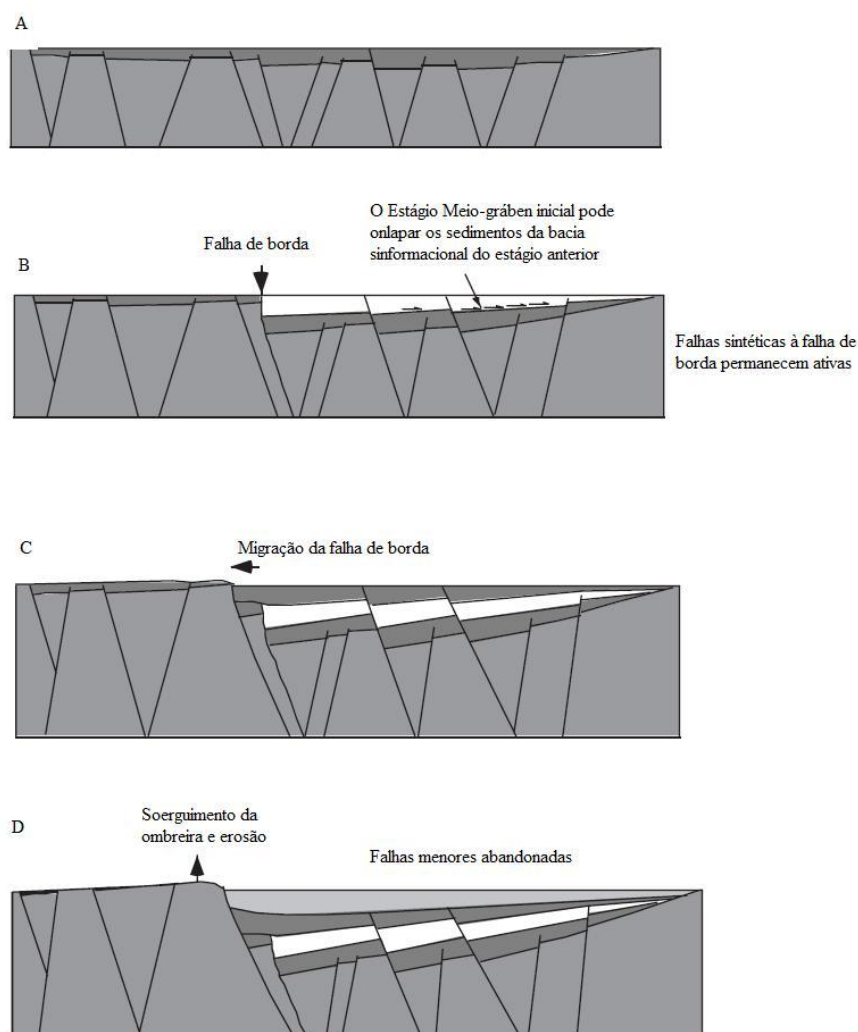 A
O Estágio Meio-gráben inicial pode
onlapar os sedimentos da bacia
sinformacional do estágio anterior
Falha de borda
B
Falhas sintéticas à falha de
borda permanecem ativas
C
Migração da falha de borda
Soerguimento da
ombreira e erosão
D
Falhas menores abandonadas